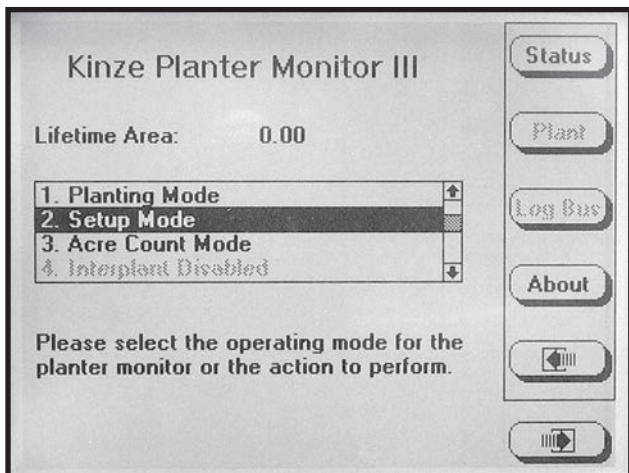 Kinze Planter Monitor III
Lifetime Area: 0.00
1. Planting Mode
2. Setup Mode
3. Acre Count Mode
4. Interplant Disabled
Please select the operating mode for the
planter monitor or the action to perform.
Status
Plant
Log Bus
About